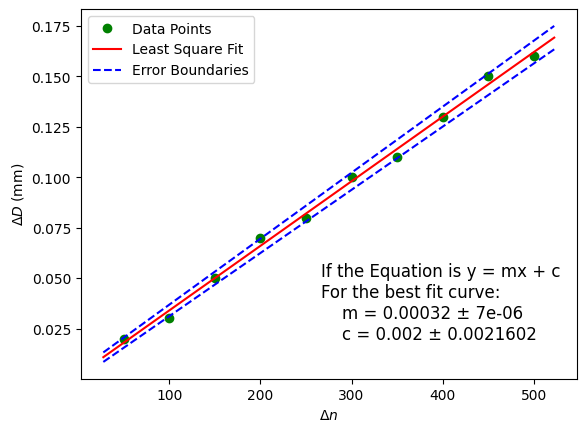 Data Points
Least Square Fit
Error Boundaries
0.175
0.150
0.125
0.100
0.075
0.050
0.025
ΔD (mm)
If the Equation is y = mx + c
For the best fit curve:
m = 0.00032 ± 7e-06
c = 0.002 ± 0.0021602
100
200
300
400
500
Δn